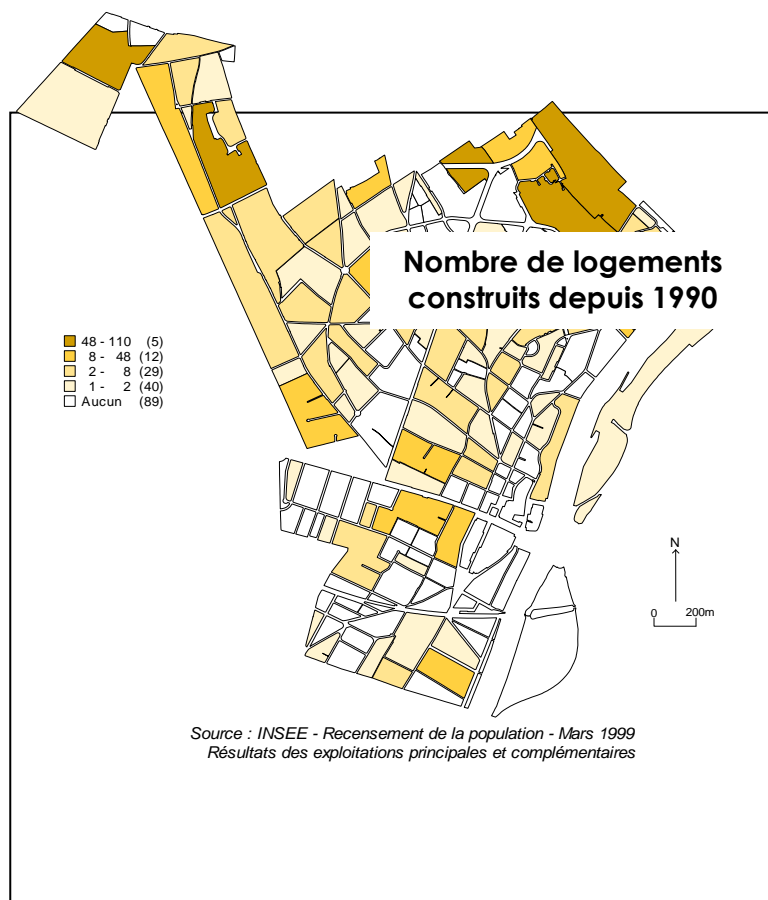 Nombre de logements
construits depuis 1990
48 - 110 (5)
8 - 48 (12)
2 - 8 (29)
1 - 2 (40)
Aucun (89)
N
0 200m
Source : INSEE - Recensement de la population - Mars 1999
Résultats des exploitations principales et complémentaires